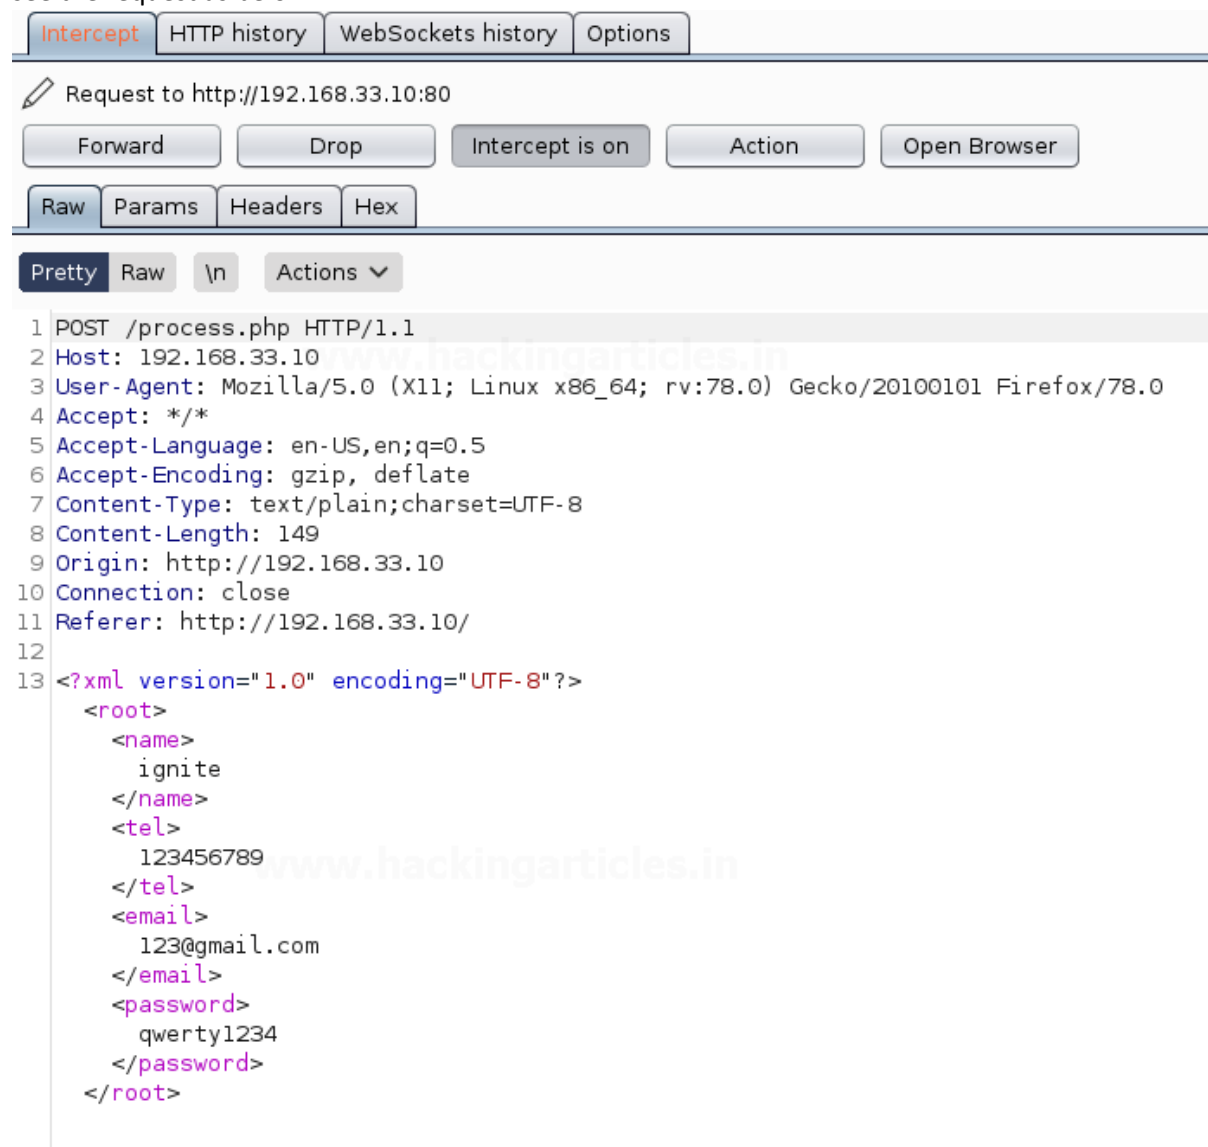 Intercept HTTP history WebSockets history Options
Request to http://192.168.33.10:80
Forward Drop Intercept is on Action Open Browser
Raw Params Headers Hex
Pretty Raw \n Actions
1 POST /process.php HTTP/1.1
www.hackingarticles.in
2 Host: 192.168.33.10
3 User-Agent: Mozilla/5.0 (X11; Linux x86_64; rv:78.0) Gecko/20100101 Firefox/78.0
4 Accept: */*
5 Accept-Language: en-US,en;q=0.5
6 Accept-Encoding: gzip, deflate
7 Content-Type: text/plain;charset=UTF-8
8 Content-Length: 149
9 Origin: http://192.168.33.10
10 Connection: close
11 Referer: http://192.168.33.10/
12
13 <?xml version="1.0" encoding="UTF-8"?>
<root>
<name>
ignite
</name>
<tel>
123456789
www.hackingarticles.in
</tel>
<email>
123@gmail.com
</email>
<password>
qwerty1234
</password>
</root>